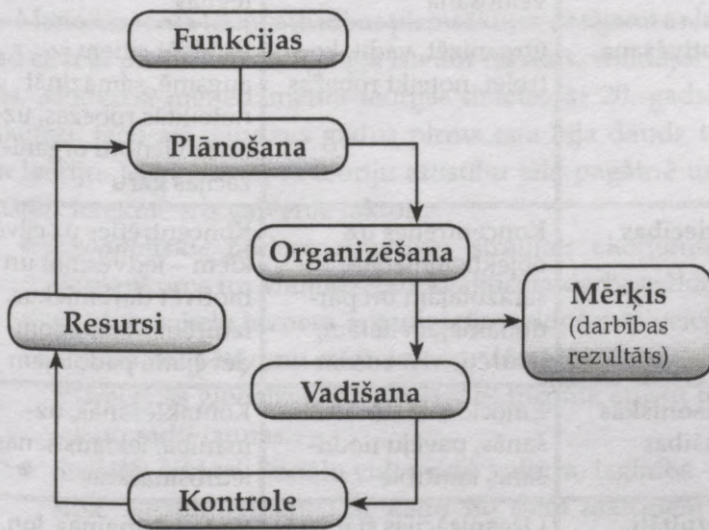 Funkcijas
Plānošana
Organizēšana
Resursi
Mērķis
(darbības
rezultāts)
Vadīšana
Kontrole